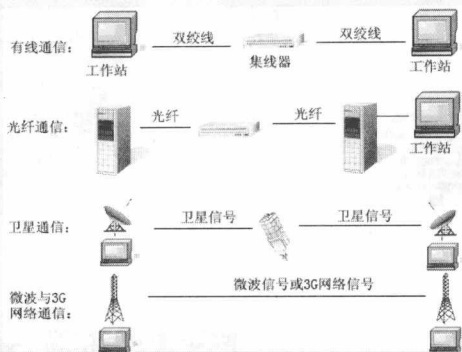 有线通信：
双绞线
双绞线
集线器
工作站
工作站
光纤通信：
光纤
光纤
工作站
卫星通信：
卫星信号
卫星信号
微波与3G
网络通信：
微波信号或3G网络信号